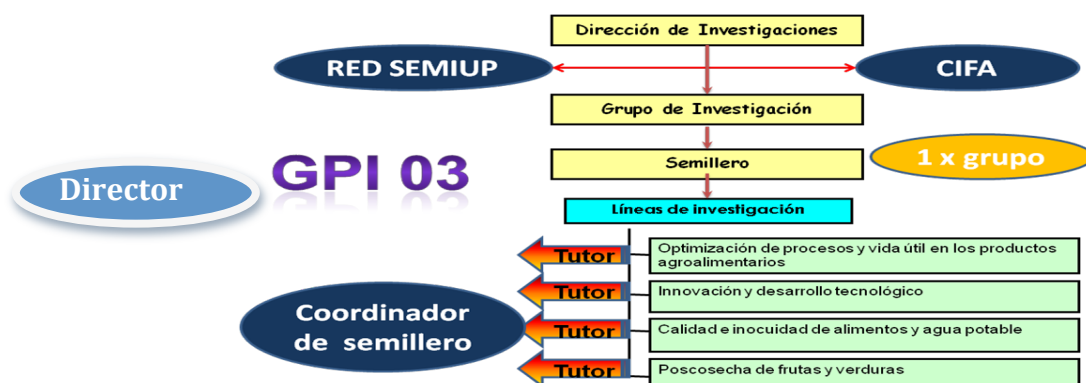 Dirección de Investigaciones
RED SEMIUP
CIFA
Grupo de Investigación
Semillero
1 x grupo
GPI 03
Director
Líneas de investigación
Tutor
Optimización de procesos y vida útil en los productos
agroalimentarios
Tutor
Innovación y desarrollo tecnológico
Coordinador
de semillero
Tutor
Calidad e inocuidad de alimentos y agua potable
Tutor
Poscosecha de frutas y verduras